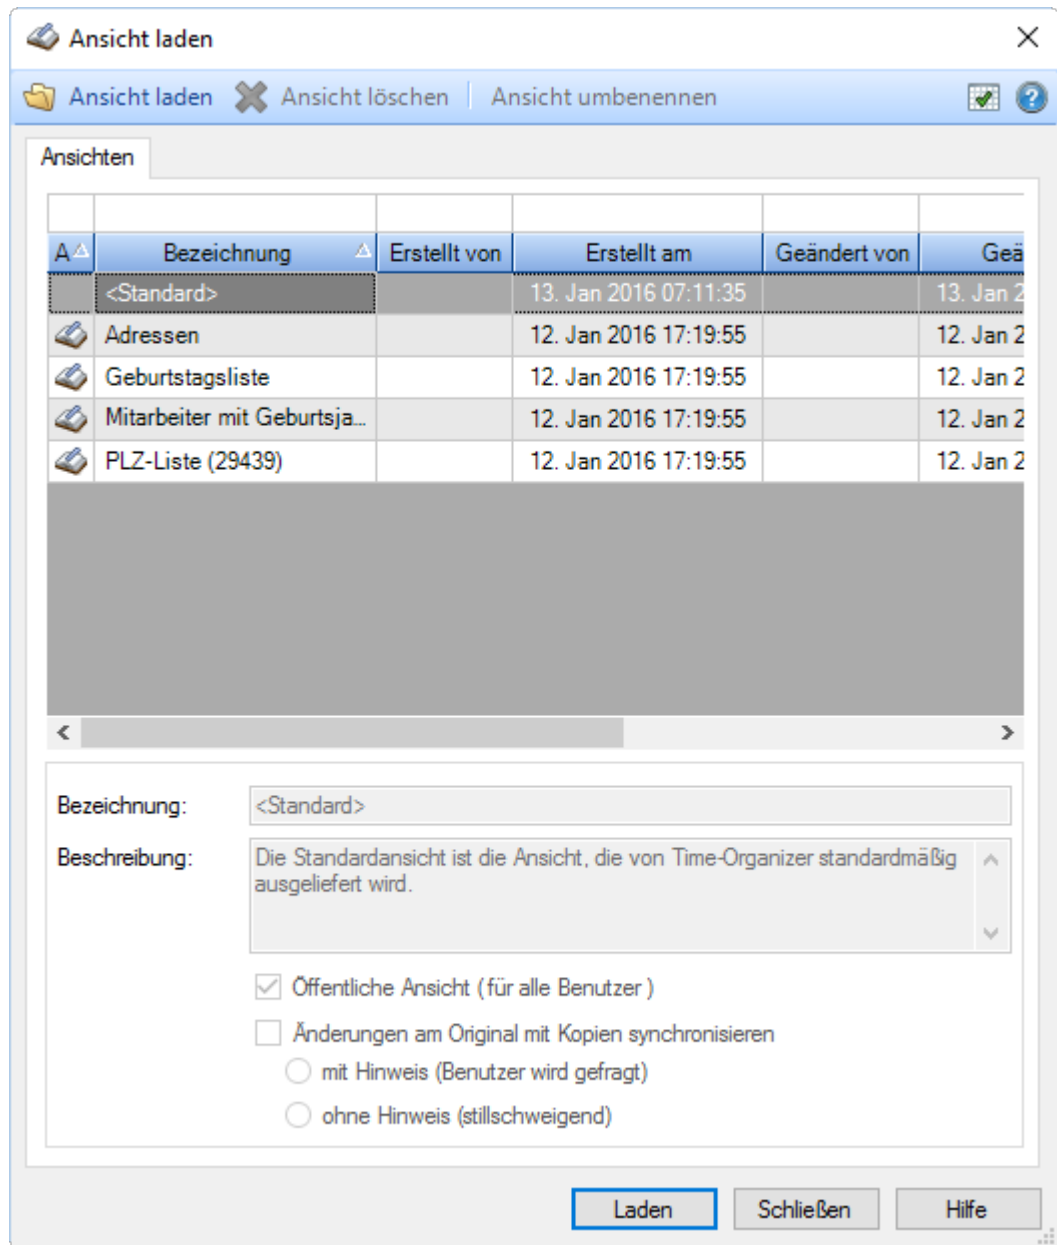 Ansicht laden
Ansicht laden Ansicht löschen Ansicht umbenennen
Ansichten
A Bezeichnung Erstellt von Erstellt am Geändert von Geä
<Standard> 13. Jan 2016 07:11:35 13. Jan 2
Adressen 12. Jan 2016 17:19:55 12. Jan 2
Geburtstagsliste 12. Jan 2016 17:19:55 12. Jan 2
Mitarbeiter mit Geburtsja... 12. Jan 2016 17:19:55 12. Jan 2
PLZ-Liste (29439) 12. Jan 2016 17:19:55 12. Jan 2
Bezeichnung: <Standard>
Beschreibung: Die Standardansicht ist die Ansicht, die von Time-Organizer standardmäßig
ausgeliefert wird.
Öffentliche Ansicht ( für alle Benutzer )
Änderungen am Original mit Kopien synchronisieren
mit Hinweis (Benutzer wird gefragt)
ohne Hinweis (stillschweigend)
Laden Schließen Hilfe